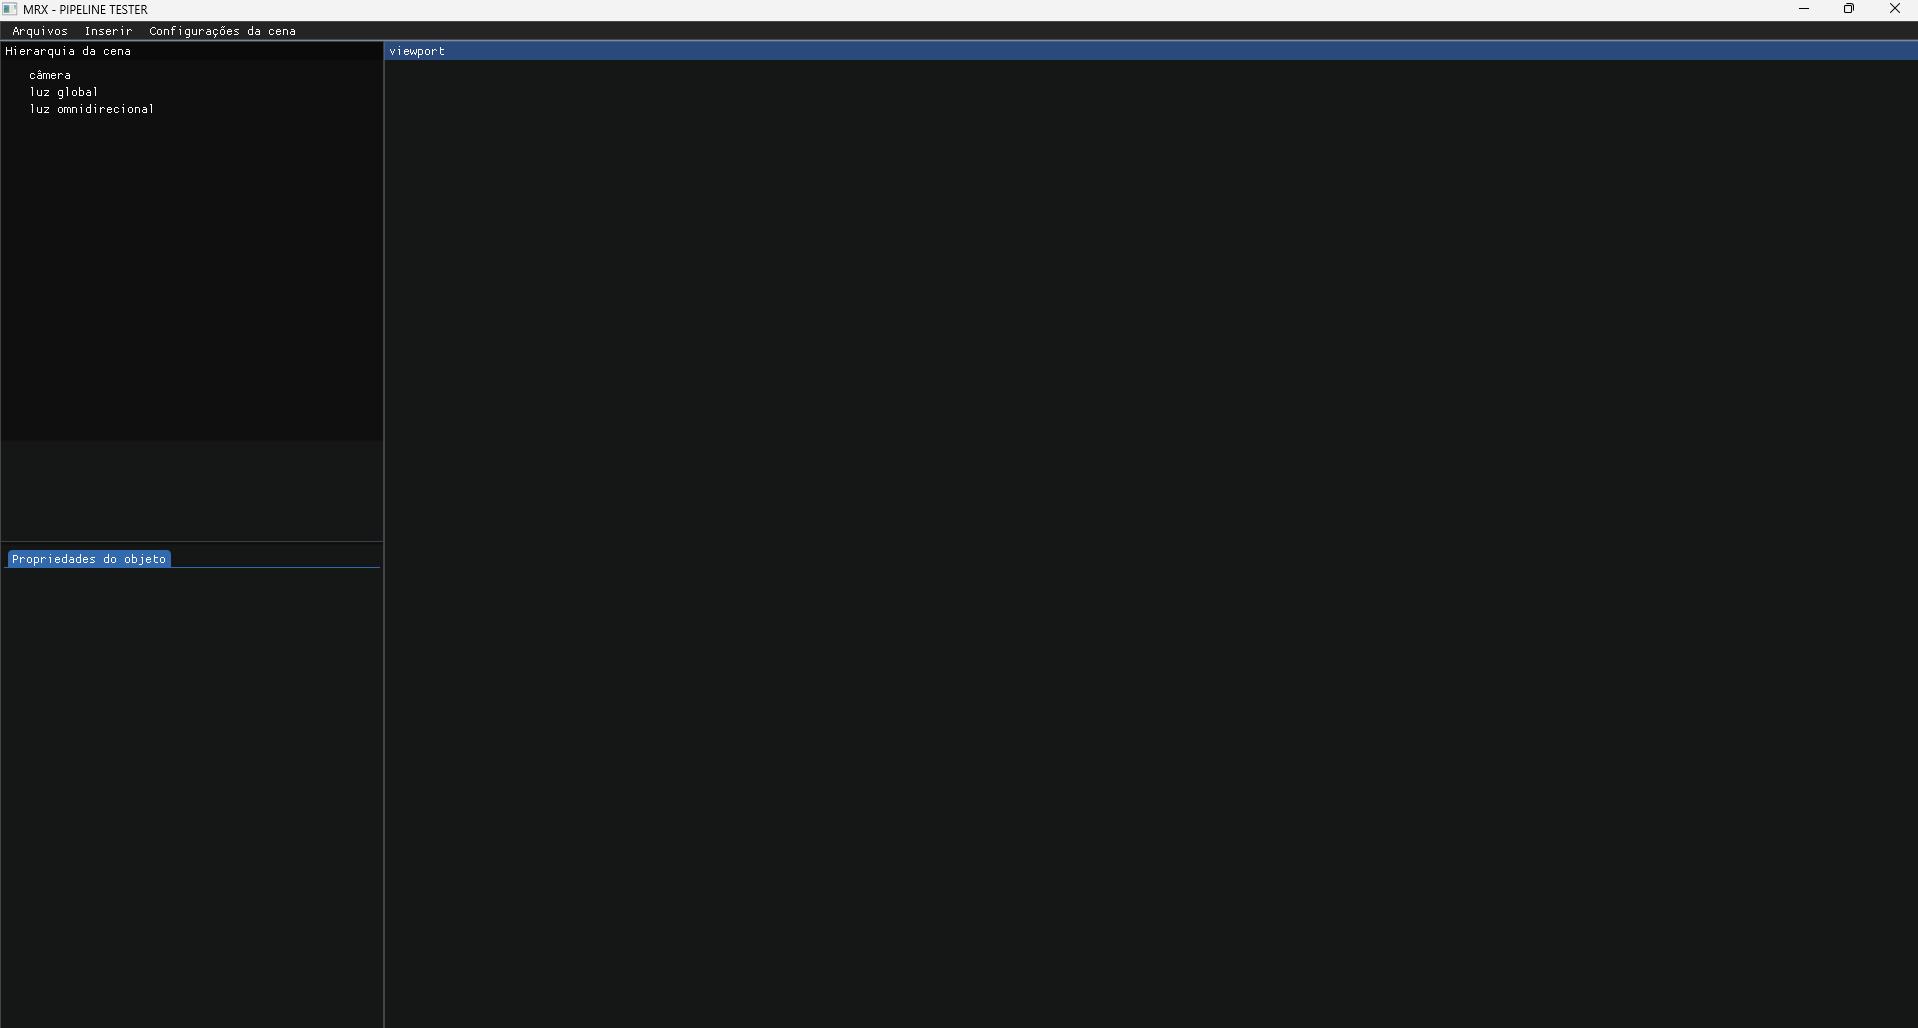 MRX - PIPELINE TESTER
Arquivos Inserir Configurações da cena
Hierarquia da cena
viewport
câmera
luz global
luz omnidirecional
Propriedades do objeto